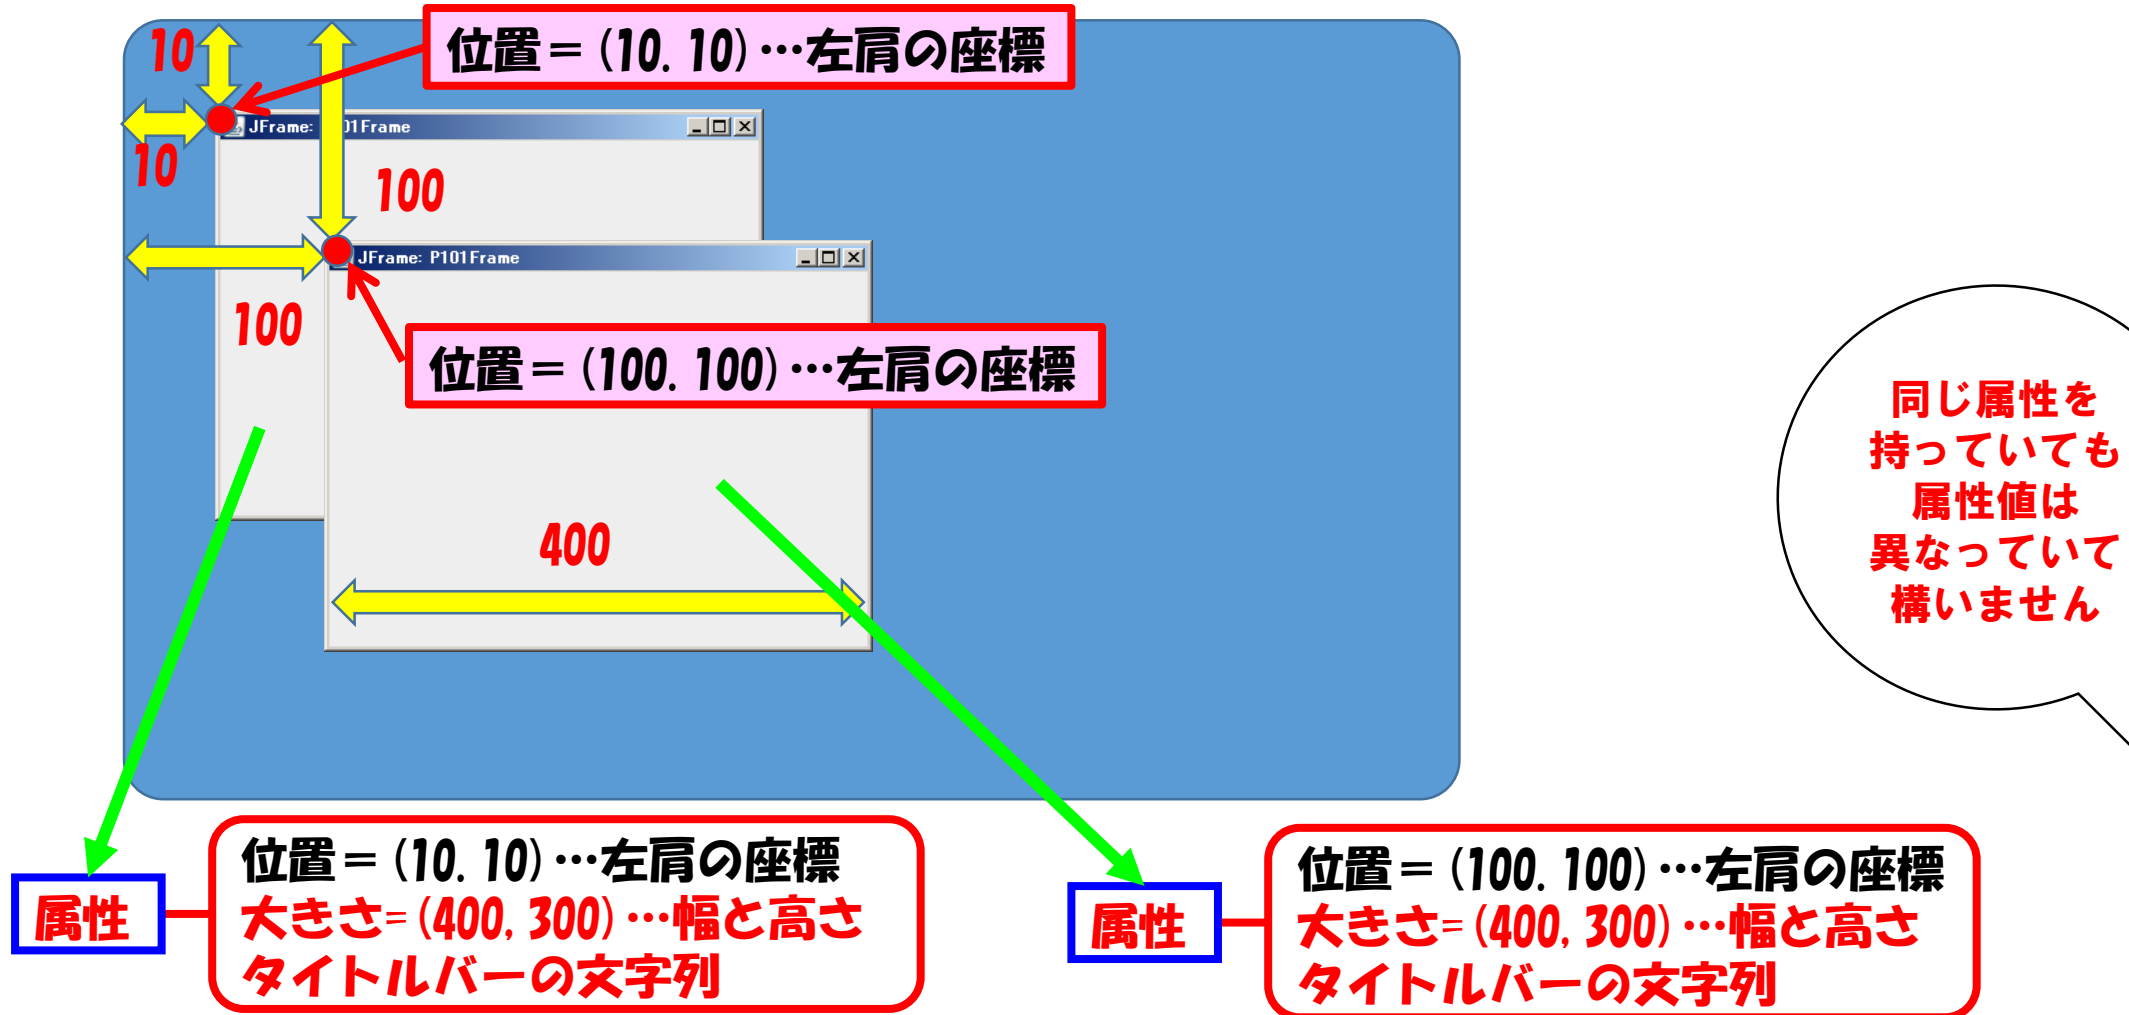 10
位置＝（10．10）…左肩の座標
JFrame: 01Frame
10
100
JFrame: P101Frame
100
位置＝（100．100）…左肩の座標
400
同じ属性を
持っていても
属性値は
異なっていて
構いません
属性
位置＝（10．10）…左肩の座標
大きさ=（400, 300）…幅と高さ
タイトルバーの文字列
属性
位置＝（100．100）…左肩の座標
大きさ=（400, 300）…幅と高さ
タイトルバーの文字列